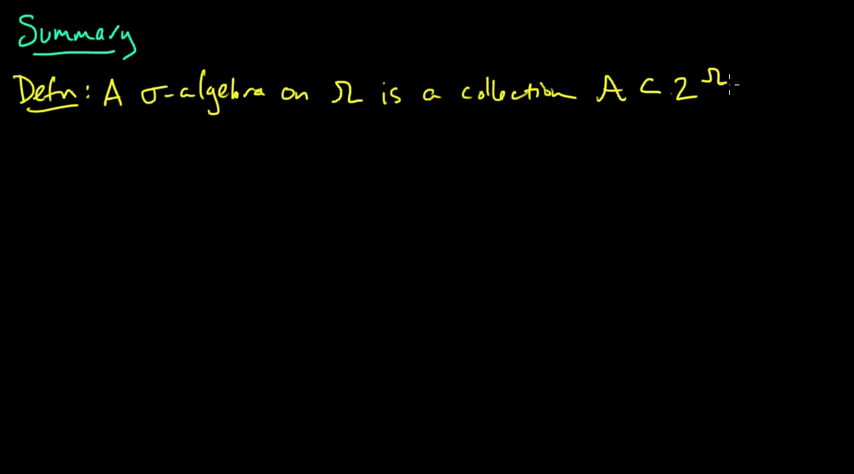 Summary
Defn: A σ-algebra on Ω is a collection A ⊂ 2^Ω